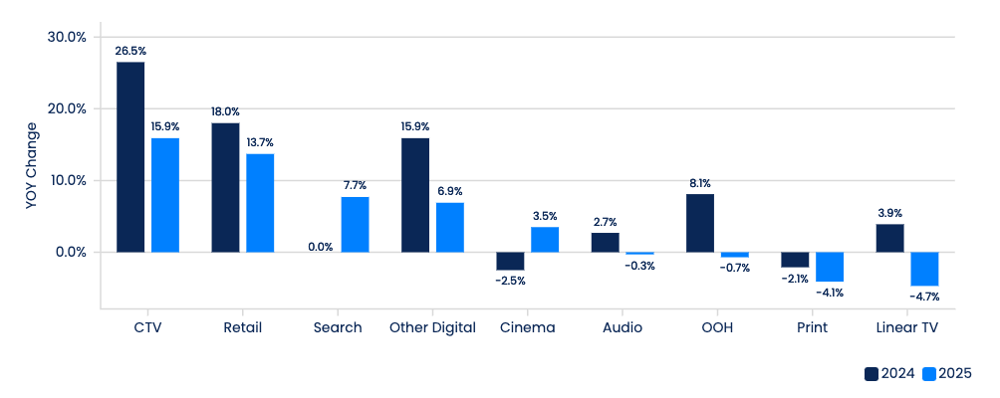 30.0%
20.0%
10.0%
0.0%
YOY Change
26.5%
15.9%
18.0%
13.7%
0.0%
7.7%
15.9%
6.9%
−2.5%
3.5%
2.7%
−0.3%
8.1%
−0.7%
−2.1%
−4.1%
3.9%
−4.7%
CTV
Retail
Search
Other Digital
Cinema
Audio
OOH
Print
Linear TV
2024
2025